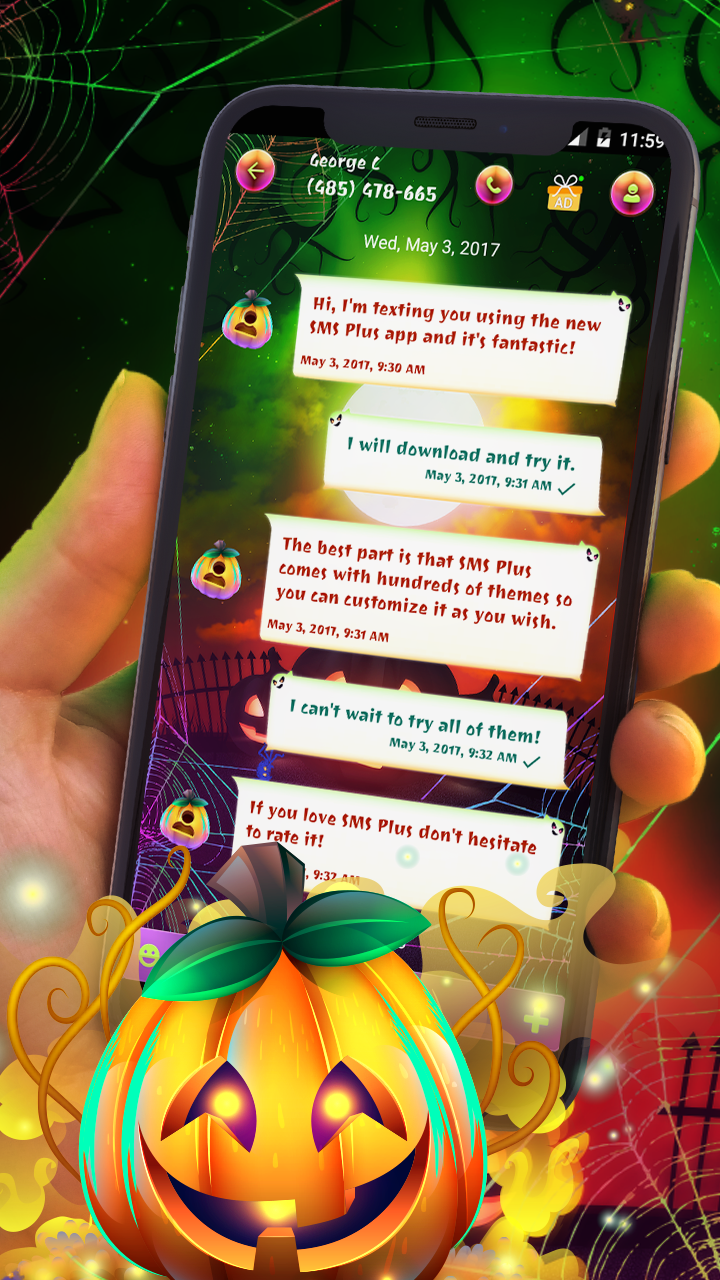 11:59
George C
(485) 478-665
AD
Wed, May 3, 2017
Hi, I'm texting you using the new
SMS Plus app and it's fantastic!
May 3, 2017, 9:30 AM
I will download and try it.
May 3, 2017, 9:31 AM
The best part is that SMS Plus
comes with hundreds of themes so
you can customize it as you wish.
May 3, 2017, 9:31 AM
I can't wait to try all of them!
May 3, 2017, 9:32 AM
If you love SMS Plus don't hesitate
to rate it!
, 9:32 AM